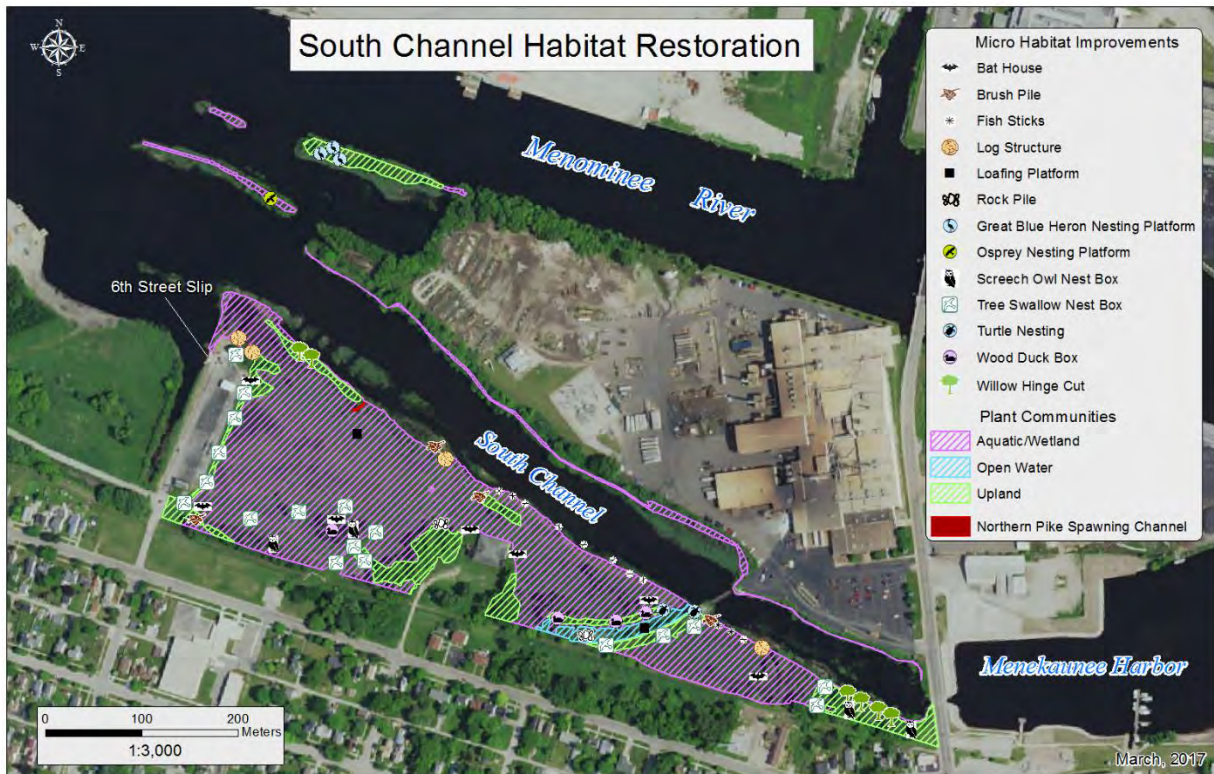 N
W E
S
South Channel Habitat Restoration
Menominee River
6th Street Slip
South Channel
Menekaunee Harbor
Micro Habitat Improvements
Bat House
Brush Pile
Fish Sticks
Log Structure
Loafing Platform
Rock Pile
Great Blue Heron Nesting Platform
Osprey Nesting Platform
Screech Owl Nest Box
Tree Swallow Nest Box
Turtle Nesting
Wood Duck Box
Willow Hinge Cut
Plant Communities
Aquatic/Wetland
Open Water
Upland
Northern Pike Spawning Channel
0 100 200
Meters
1:3,000
March, 2017